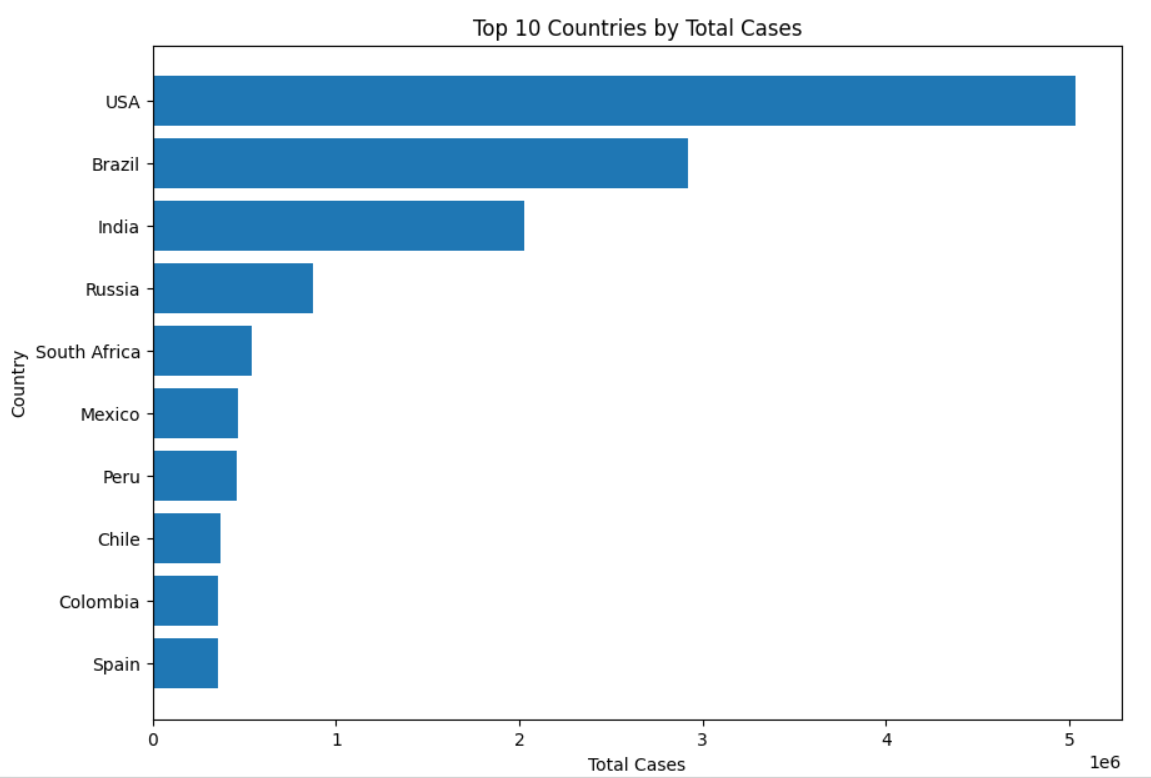 Top 10 Countries by Total Cases
USA
Brazil
India
Russia
South Africa
Mexico
Peru
Chile
Colombia
Spain
Country
0 1 2 3 4 5
1e6
Total Cases